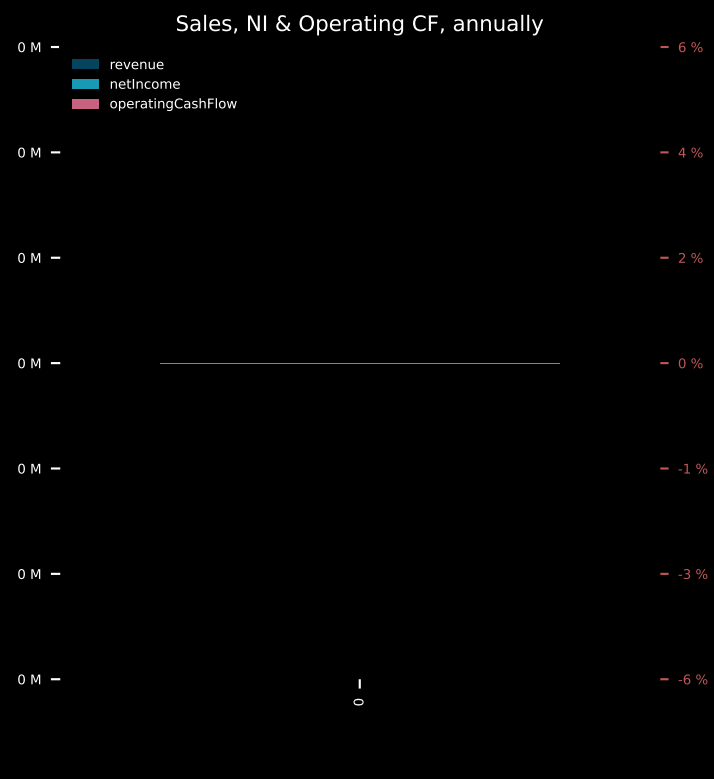 Sales, NI & Operating CF, annually
0 M
6 %
revenue
netIncome
operatingCashFlow
0 M
4 %
0 M
2 %
0 M
0 %
0 M
-1 %
0 M
-3 %
0 M
-6 %
0